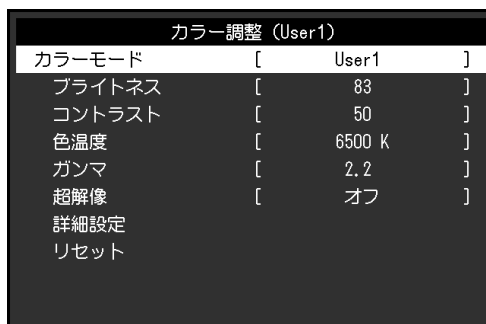 カラー調整 (User1)
カラーモード [ User1 ]
ブライトネス [ 83 ]
コントラスト [ 50 ]
色温度 [ 6500 K ]
ガンマ [ 2.2 ]
超解像 [ オフ ]
詳細設定
リセット